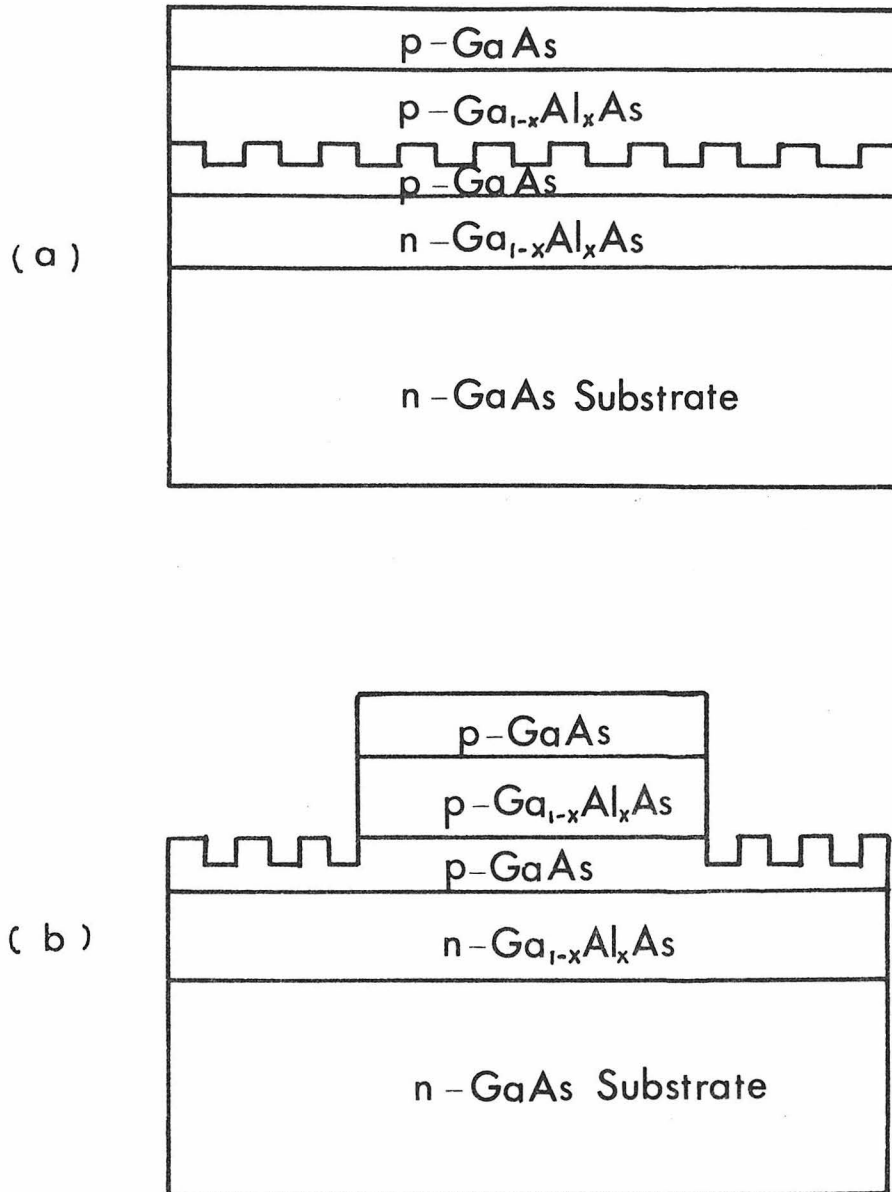 p-GaAs
p-Ga₁₋ₓAlₓAs
p-GaAs
(a)
n-Ga₁₋ₓAlₓAs
n-GaAs Substrate
p-GaAs
p-Ga₁₋ₓAlₓAs
p-GaAs
(b)
n-Ga₁₋ₓAlₓAs
n-GaAs Substrate